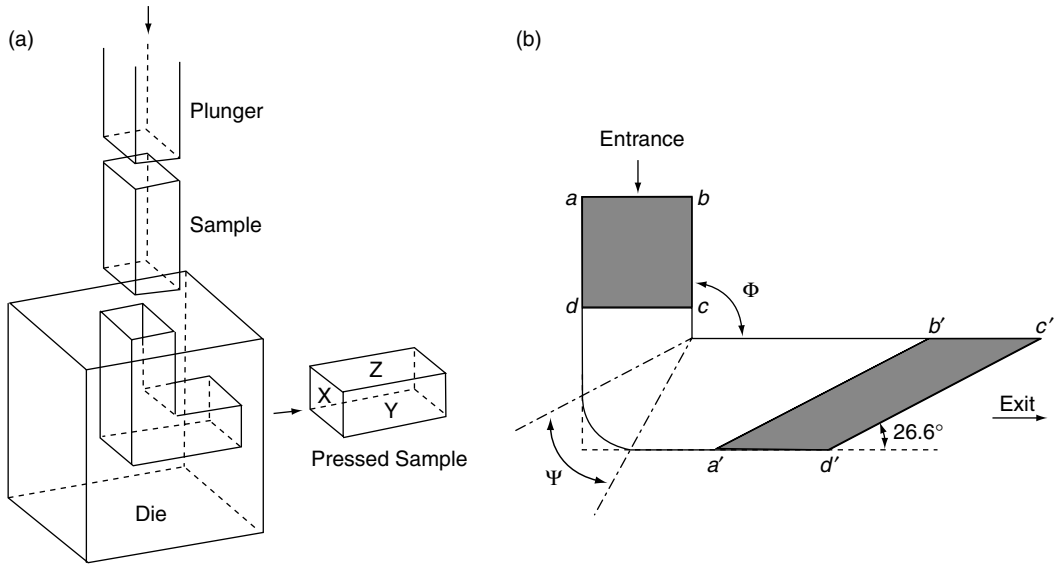 (a)
Plunger
Sample
Die
X
Z
Y
Pressed Sample
(b)
Entrance
a
b
d
c
Φ
b′
c′
Exit
26.6°
a′
d′
Ψ